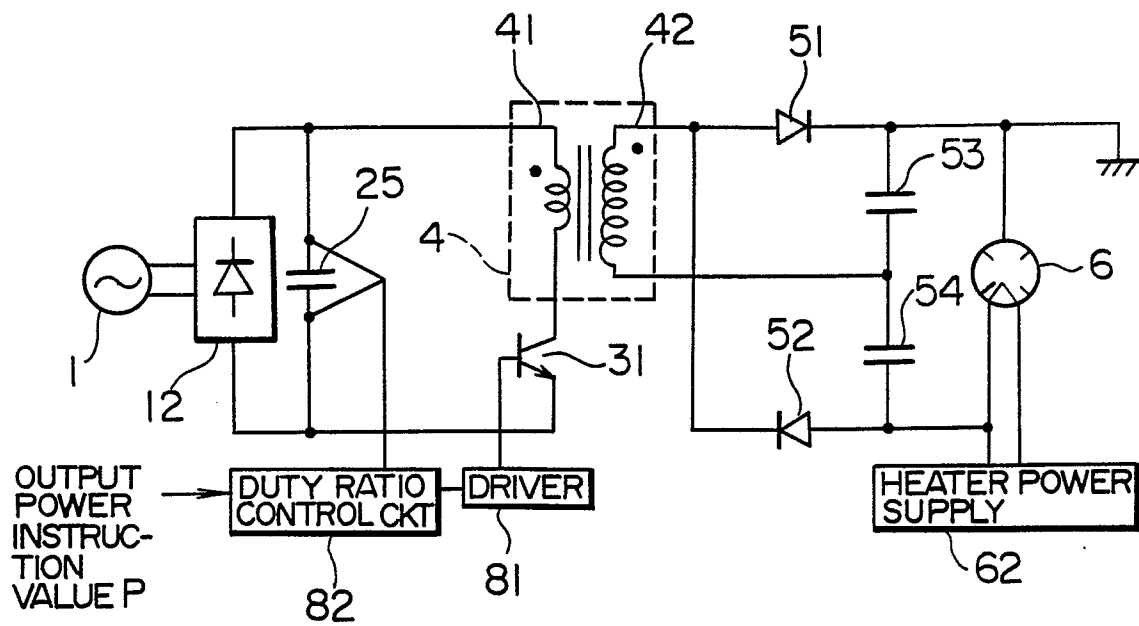 41
42
51
25
53
4
6
54
1
12
31
52
OUTPUT
POWER
INSTRUC-
TION
VALUE P
DUTY RATIO
CONTROL CKT
DRIVER
HEATER POWER
SUPPLY
82
81
62